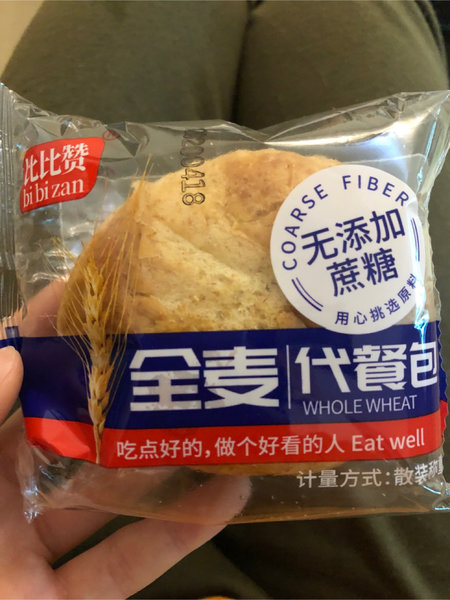 比比赞
bi bi zan
200418
COARSE FIBER
无添加
蔗糖
用心挑选原料
全麦|代餐包
WHOLE WHEAT
吃点好的，做个好看的人 Eat well
计量方式：散装